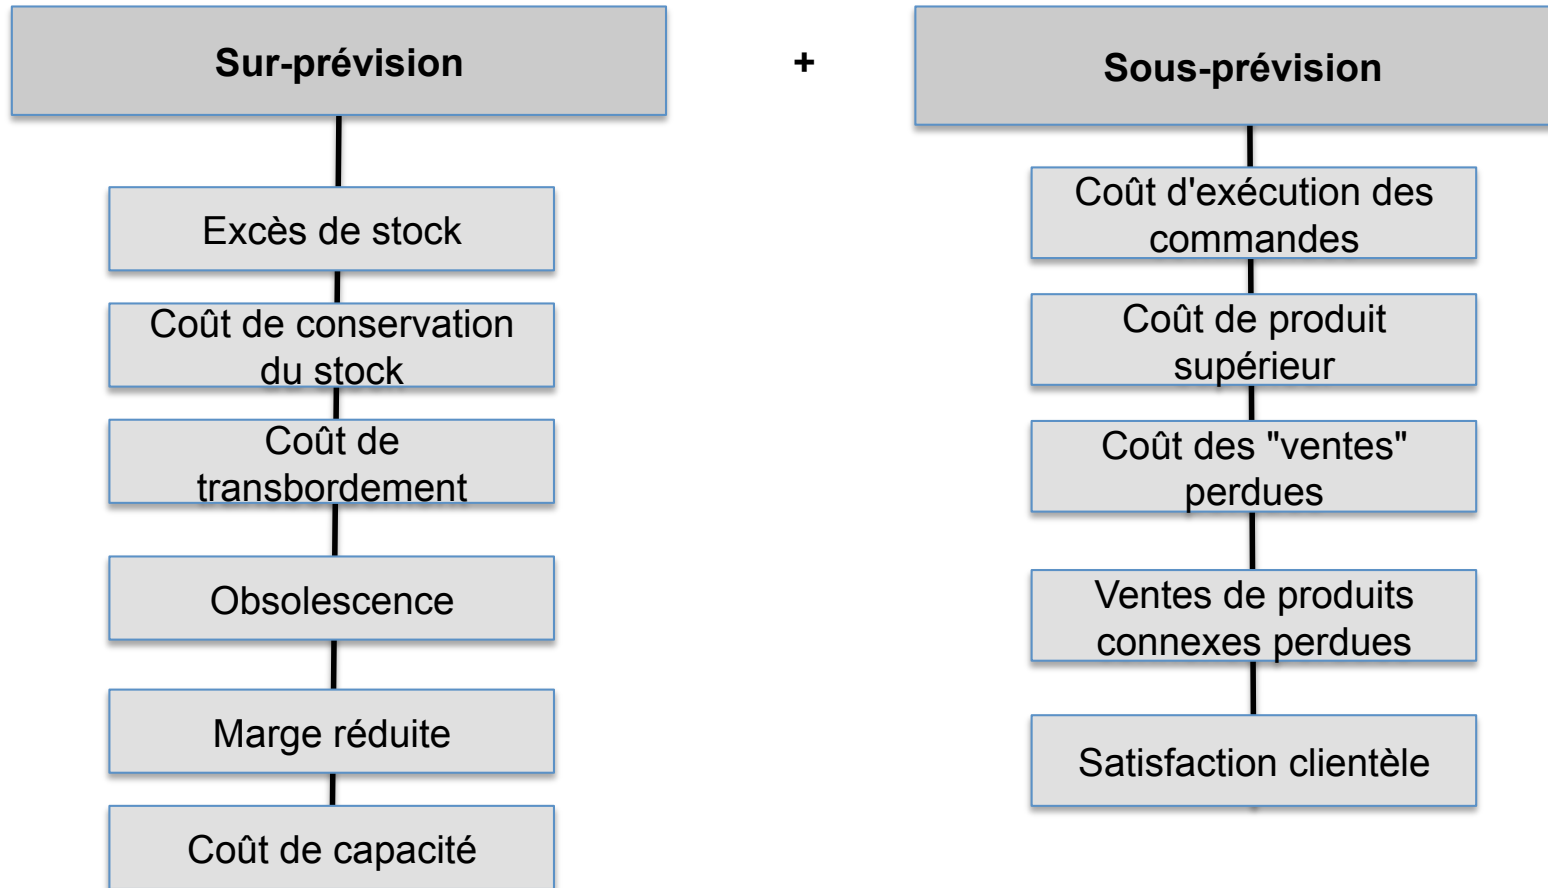 Sur-prévision
+
Sous-prévision
Excès de stock
Coût de conservation
du stock
Coût de
transbordement
Obsolescence
Marge réduite
Coût de capacité
Coût d'exécution des
commandes
Coût de produit
supérieur
Coût des "ventes"
perdues
Ventes de produits
connexes perdues
Satisfaction clientèle